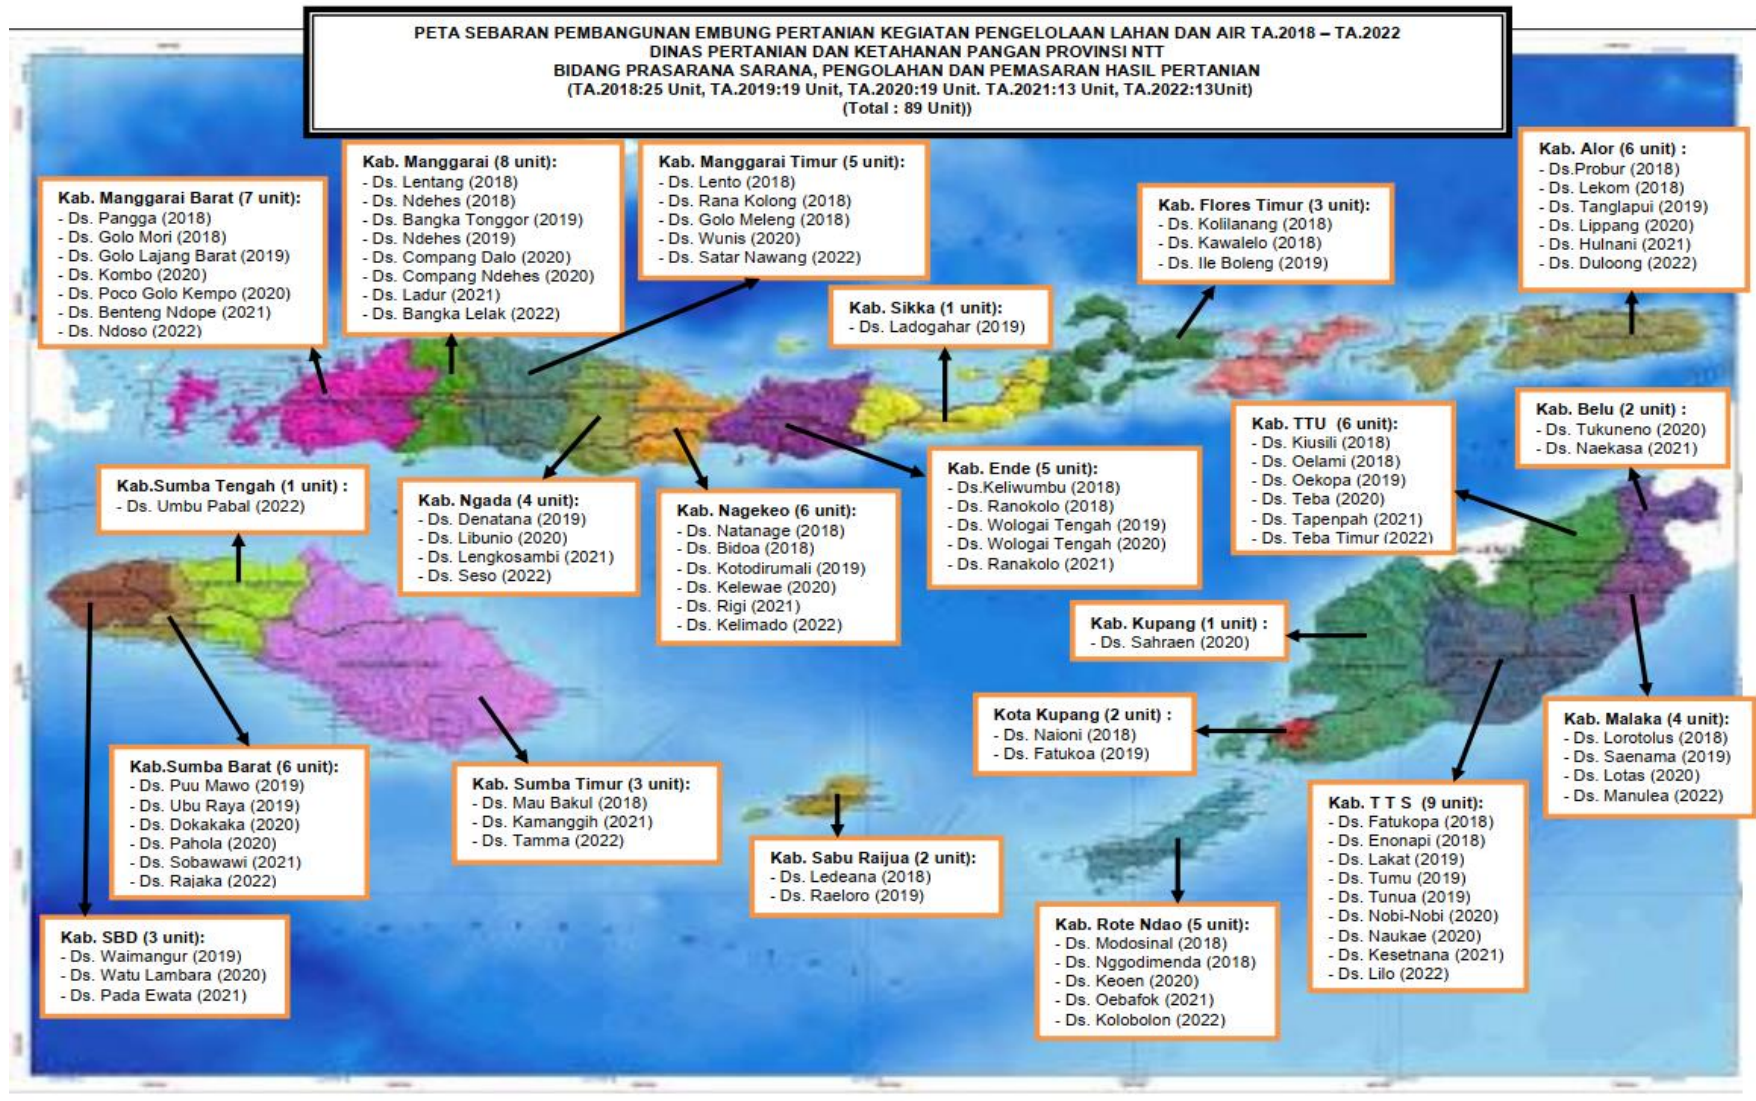 PETA SEBARAN PEMBANGUNAN EMBUNG PERTANIAN KEGIATAN PENGELOLAAN LAHAN DAN AIR TA.2018 – TA.2022
DINAS PERTANIAN DAN KETAHANAN PANGAN PROVINSI NTT
BIDANG PRASARANA SARANA, PENGOLAHAN DAN PEMASARAN HASIL PERTANIAN
(TA.2018:25 Unit, TA.2019:19 Unit, TA.2020:19 Unit. TA.2021:13 Unit, TA.2022:13Unit)
(Total : 89 Unit))
Kab. Manggarai Barat (7 unit):
- Ds. Pangga (2018)
- Ds. Golo Mori (2018)
- Ds. Golo Lajang Barat (2019)
- Ds. Kombo (2020)
- Ds. Poco Golo Kempo (2020)
- Ds. Benteng Ndope (2021)
- Ds. Ndoso (2022)
Kab. Manggarai (8 unit):
- Ds. Lentang (2018)
- Ds. Ndehes (2018)
- Ds. Bangka Tonggor (2019)
- Ds. Ndehes (2019)
- Ds. Compang Dalo (2020)
- Ds. Compang Ndehes (2020)
- Ds. Ladur (2021)
- Ds. Bangka Lelak (2022)
Kab. Manggarai Timur (5 unit):
- Ds. Lento (2018)
- Ds. Rana Kolong (2018)
- Ds. Golo Meleng (2018)
- Ds. Wunis (2020)
- Ds. Satar Nawang (2022)
Kab. Sikka (1 unit):
- Ds. Ladogahar (2019)
Kab. Flores Timur (3 unit):
- Ds. Kolilanang (2018)
- Ds. Kawalelo (2018)
- Ds. Ile Boleng (2019)
Kab. Alor (6 unit) :
- Ds.Probur (2018)
- Ds. Lekom (2018)
- Ds. Tanglapui (2019)
- Ds. Lippang (2020)
- Ds. Hulnani (2021)
- Ds. Duloong (2022)
Kab.Sumba Tengah (1 unit) :
- Ds. Umbu Pabal (2022)
Kab. Ngada (4 unit):
- Ds. Denatana (2019)
- Ds. Libunio (2020)
- Ds. Lengkosambi (2021)
- Ds. Seso (2022)
Kab. Nagekeo (6 unit):
- Ds. Natanage (2018)
- Ds. Bidoa (2018)
- Ds. Kotodirumali (2019)
- Ds. Kelewae (2020)
- Ds. Rigi (2021)
- Ds. Kelimado (2022)
Kab. Ende (5 unit):
- Ds.Keliwumbu (2018)
- Ds. Ranokolo (2018)
- Ds. Wologai Tengah (2019)
- Ds. Wologai Tengah (2020)
- Ds. Ranakolo (2021)
Kab. TTU (6 unit):
- Ds. Kiusili (2018)
- Ds. Oelami (2018)
- Ds. Oekopa (2019)
- Ds. Teba (2020)
- Ds. Tapenpah (2021)
- Ds. Teba Timur (2022)
Kab. Belu (2 unit) :
- Ds. Tukuneno (2020)
- Ds. Naekasa (2021)
Kab. Kupang (1 unit) :
- Ds. Sahraen (2020)
Kota Kupang (2 unit) :
- Ds. Naioni (2018)
- Ds. Fatukoa (2019)
Kab. Malaka (4 unit):
- Ds. Lorotolus (2018)
- Ds. Saenama (2019)
- Ds. Lotas (2020)
- Ds. Manulea (2022)
Kab.Sumba Barat (6 unit):
- Ds. Puu Mawo (2019)
- Ds. Ubu Raya (2019)
- Ds. Dokakaka (2020)
- Ds. Pahola (2020)
- Ds. Sobawawi (2021)
- Ds. Rajaka (2022)
Kab. Sumba Timur (3 unit):
- Ds. Mau Bakul (2018)
- Ds. Kamanggih (2021)
- Ds. Tamma (2022)
Kab. Sabu Raijua (2 unit):
- Ds. Ledeana (2018)
- Ds. Raeloro (2019)
Kab. T T S (9 unit):
- Ds. Fatukopa (2018)
- Ds. Enonapi (2018)
- Ds. Lakat (2019)
- Ds. Tumu (2019)
- Ds. Tunua (2019)
- Ds. Nobi-Nobi (2020)
- Ds. Naukae (2020)
- Ds. Kesetnana (2021)
- Ds. Lilo (2022)
Kab. SBD (3 unit):
- Ds. Waimangur (2019)
- Ds. Watu Lambara (2020)
- Ds. Pada Ewata (2021)
Kab. Rote Ndao (5 unit):
- Ds. Modosinal (2018)
- Ds. Nggodimenda (2018)
- Ds. Keoen (2020)
- Ds. Oebafok (2021)
- Ds. Kolobolon (2022)